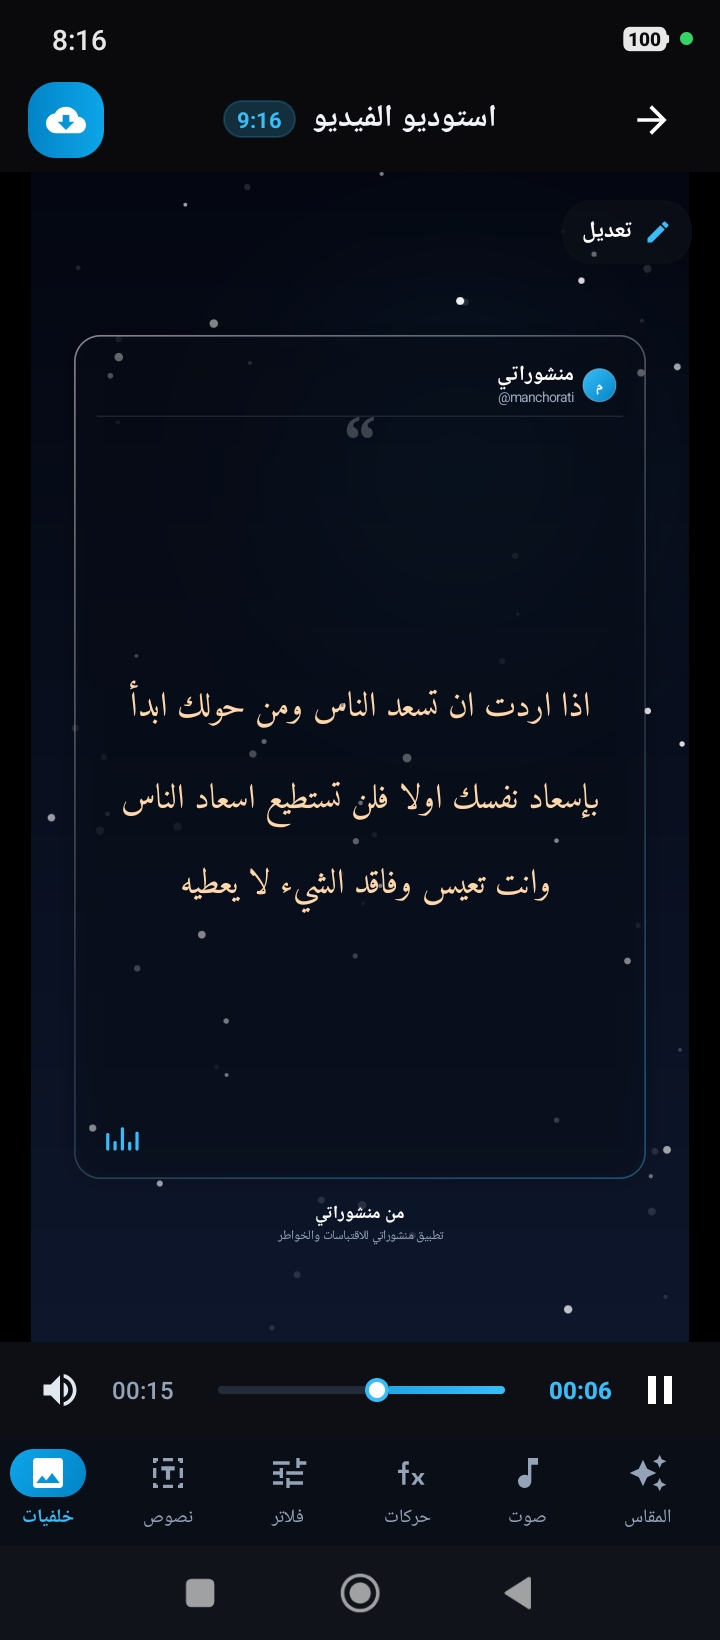 8:16
100
استوديو الفيديو
9:16
تعديل
منشوراتي
@manchorati
م
“
اذا اردت ان تسعد الناس ومن حولك ابدأ
بإسعاد نفسك اولا فلن تستطيع اسعاد الناس
وانت تعيس وفاقد الشيء لا يعطيه
من منشوراتي
تطبيق منشوراتي للاقتباسات والخواطر
00:06
00:15
المقاس
صوت
حركات
فلاتر
نصوص
خلفيات